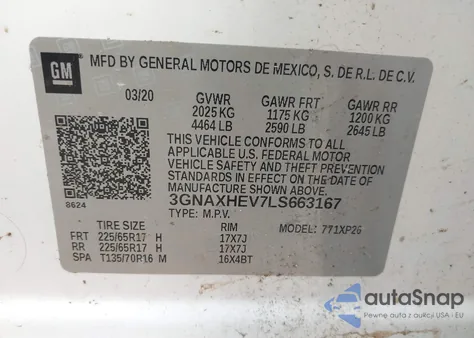 GM
MFD BY GENERAL MOTORS DE MEXICO, S. DE R.L. DE C.V.
03/20 GVWR GAWR FRT GAWR RR
2025 KG 1175 KG 1200 KG
4464 LB 2590 LB 2645 LB
THIS VEHICLE CONFORMS TO ALL
APPLICABLE U.S. FEDERAL MOTOR
VEHICLE SAFETY AND THEFT PREVENTION
STANDARDS IN EFFECT ON THE DATE OF
MANUFACTURE SHOWN ABOVE.
8624 3GNAXHEV7LS663167
TYPE: M.P.V. MODEL: 771XP26
TIRE SIZE RIM
FRT 225/65R17 H 17X7J
RR 225/65R17 H 17X7J
SPA T135/70R16 M 16X4BT
autoSnap
Pewne auto z USA i EU